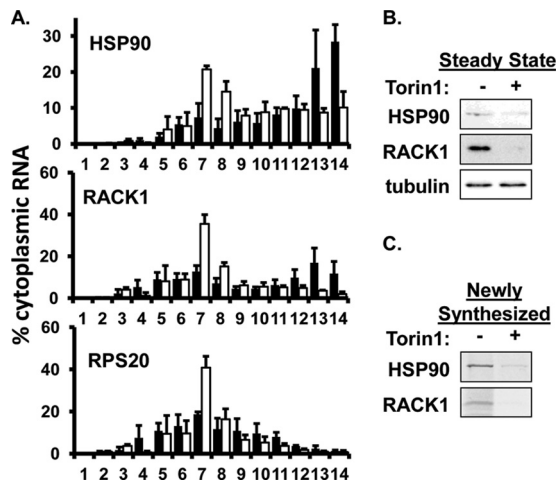 A.
HSP90
30
20
10
0
1 2 3 4 5 6 7 8 9 10 11 12 13 14
RACK1
60
40
20
0
1 2 3 4 5 6 7 8 9 10 11 12 13 14
RPS20
60
40
20
0
1 2 3 4 5 6 7 8 9 10 11 12 13 14
% cytoplasmic RNA
B.
Steady State
Torin1: - +
HSP90
RACK1
tubulin
C.
Newly
Synthesized
Torin1: - +
HSP90
RACK1